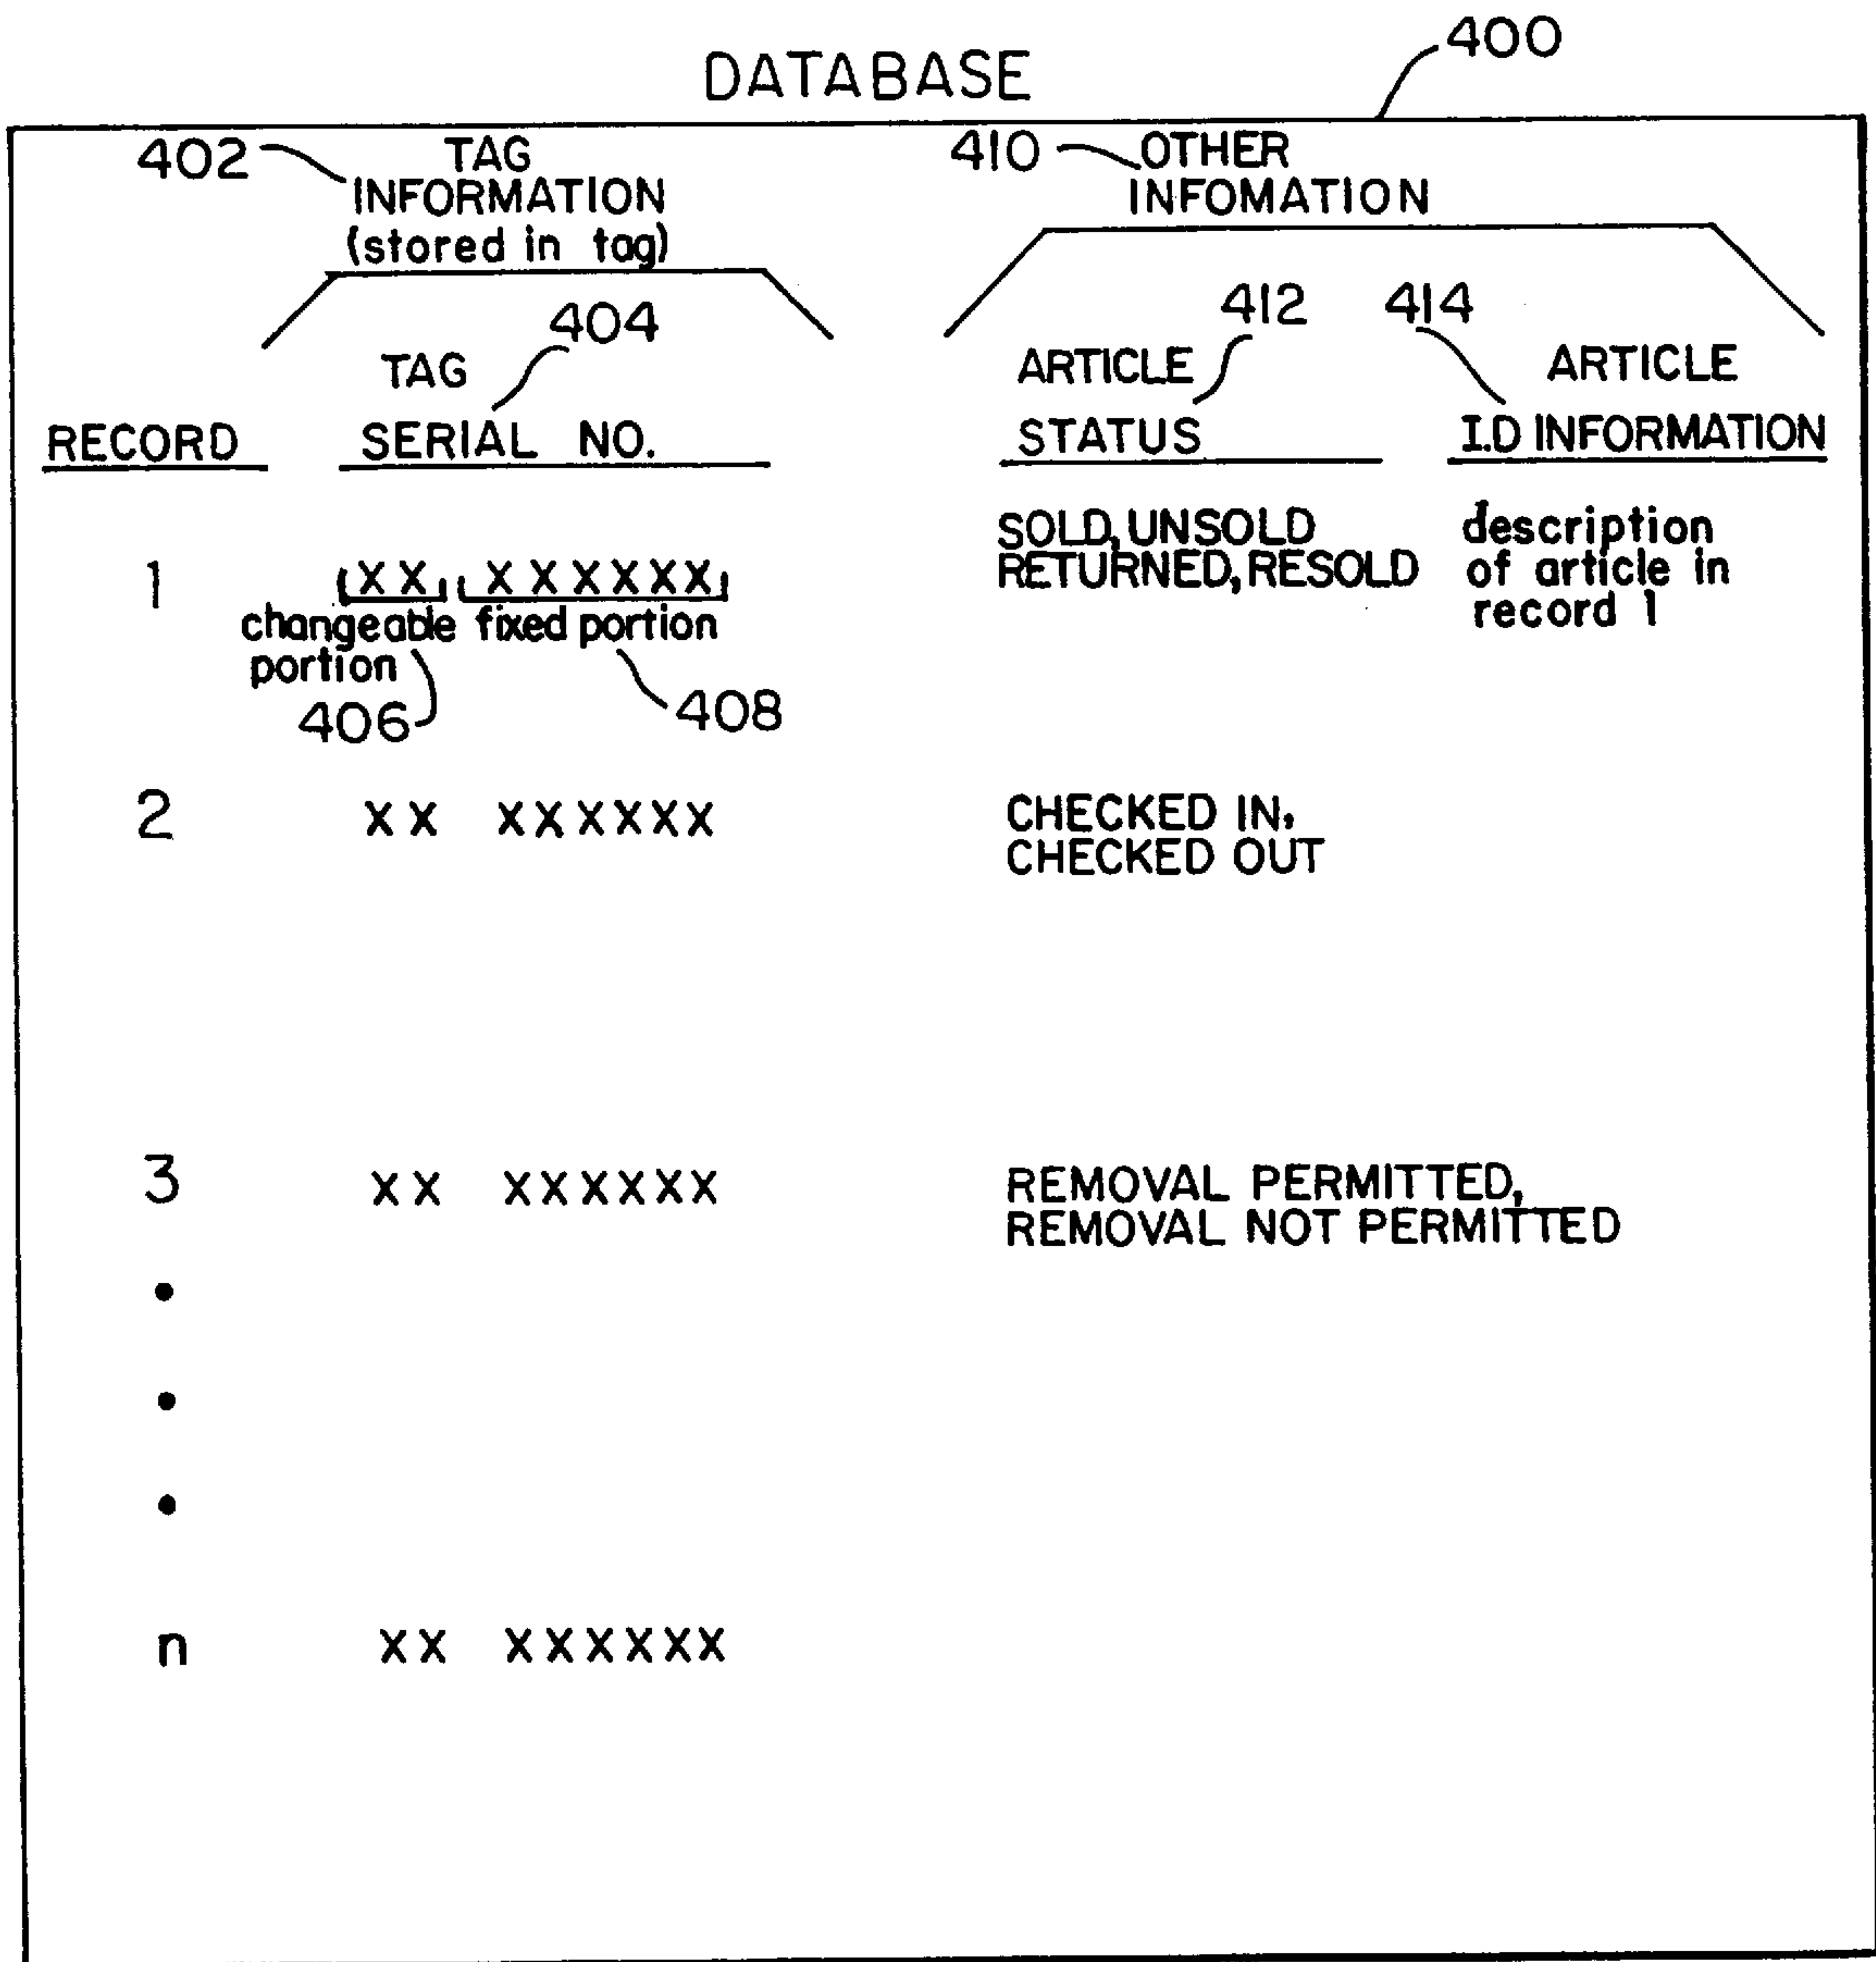 DATABASE
400
402
TAG
INFORMATION
(stored in tag)
410
OTHER
INFOMATION
404
412
414
RECORD
TAG
SERIAL NO.
ARTICLE
STATUS
ARTICLE
I.D INFORMATION
1
XX XXXXXX
changeable
portion
fixed portion
406
408
SOLD, UNSOLD
RETURNED, RESOLD
description
of article in
record 1
2
XX XXXXXX
CHECKED IN,
CHECKED OUT
3
XX XXXXXX
REMOVAL PERMITTED,
REMOVAL NOT PERMITTED
n
XX XXXXXX